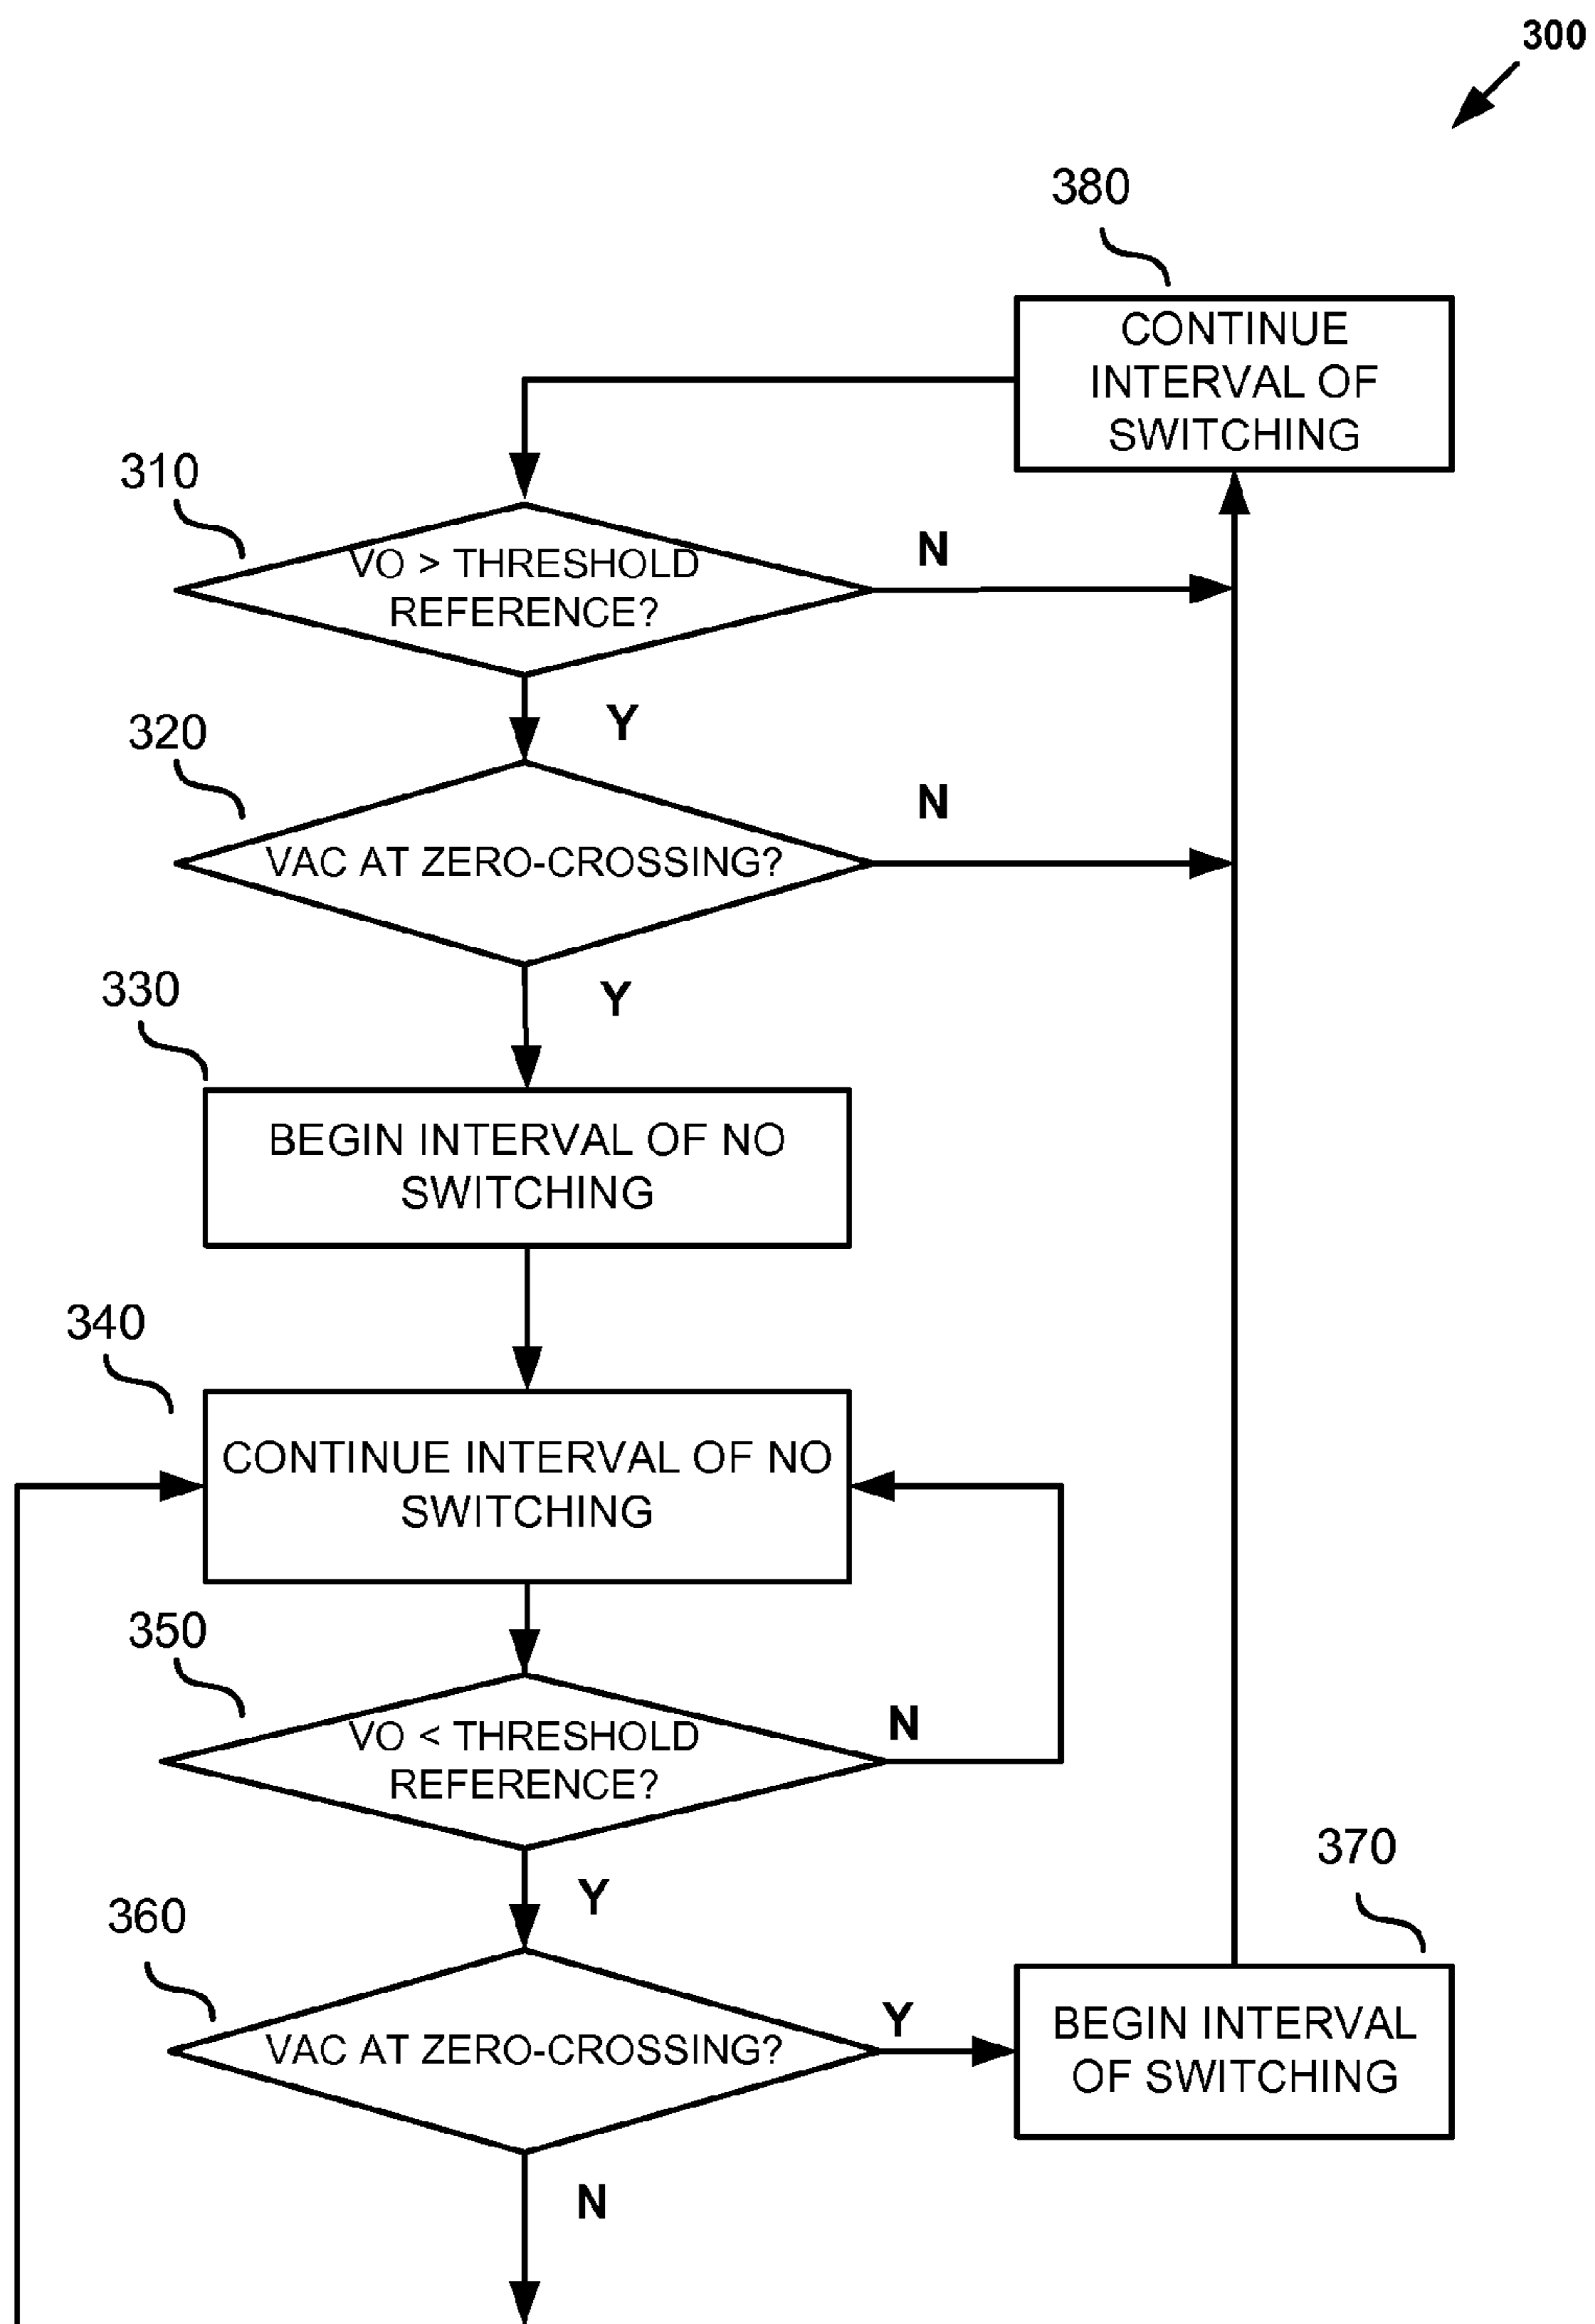 300
380
CONTINUE
INTERVAL OF
SWITCHING
310
VO > THRESHOLD
REFERENCE?
N
Y
320
VAC AT ZERO-CROSSING?
N
Y
330
BEGIN INTERVAL OF NO
SWITCHING
340
CONTINUE INTERVAL OF NO
SWITCHING
350
VO < THRESHOLD
REFERENCE?
N
Y
360
VAC AT ZERO-CROSSING?
Y
370
BEGIN INTERVAL
OF SWITCHING
N